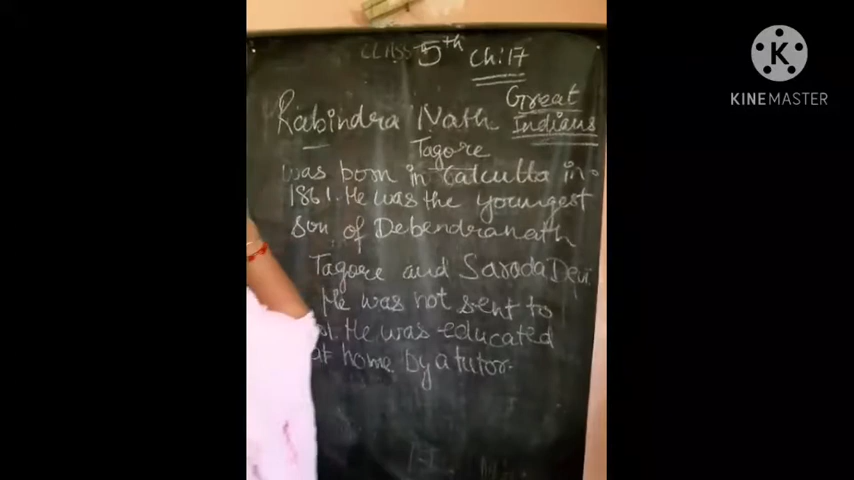 CLASS 5th Ch:17
Great
Rabindra Nath Indians
Tagore
was born in Calcutta in
1861. He was the youngest
son of Debendranath
Tagore and Sarada Devi.
He was not sent to
He was educated
at home by a tutor.
KINEMASTER